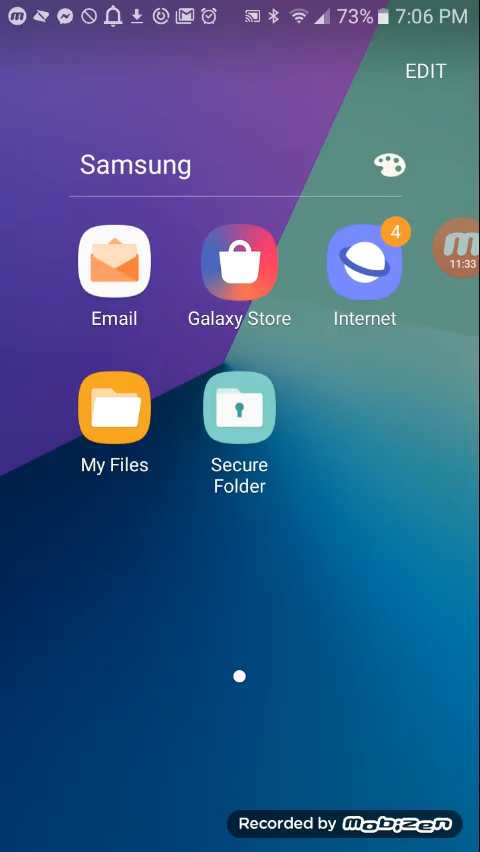 73% 7:06 PM
EDIT
Samsung
4
11:33
Email
Galaxy Store
Internet
My Files
Secure
Folder
Recorded by Mobizen